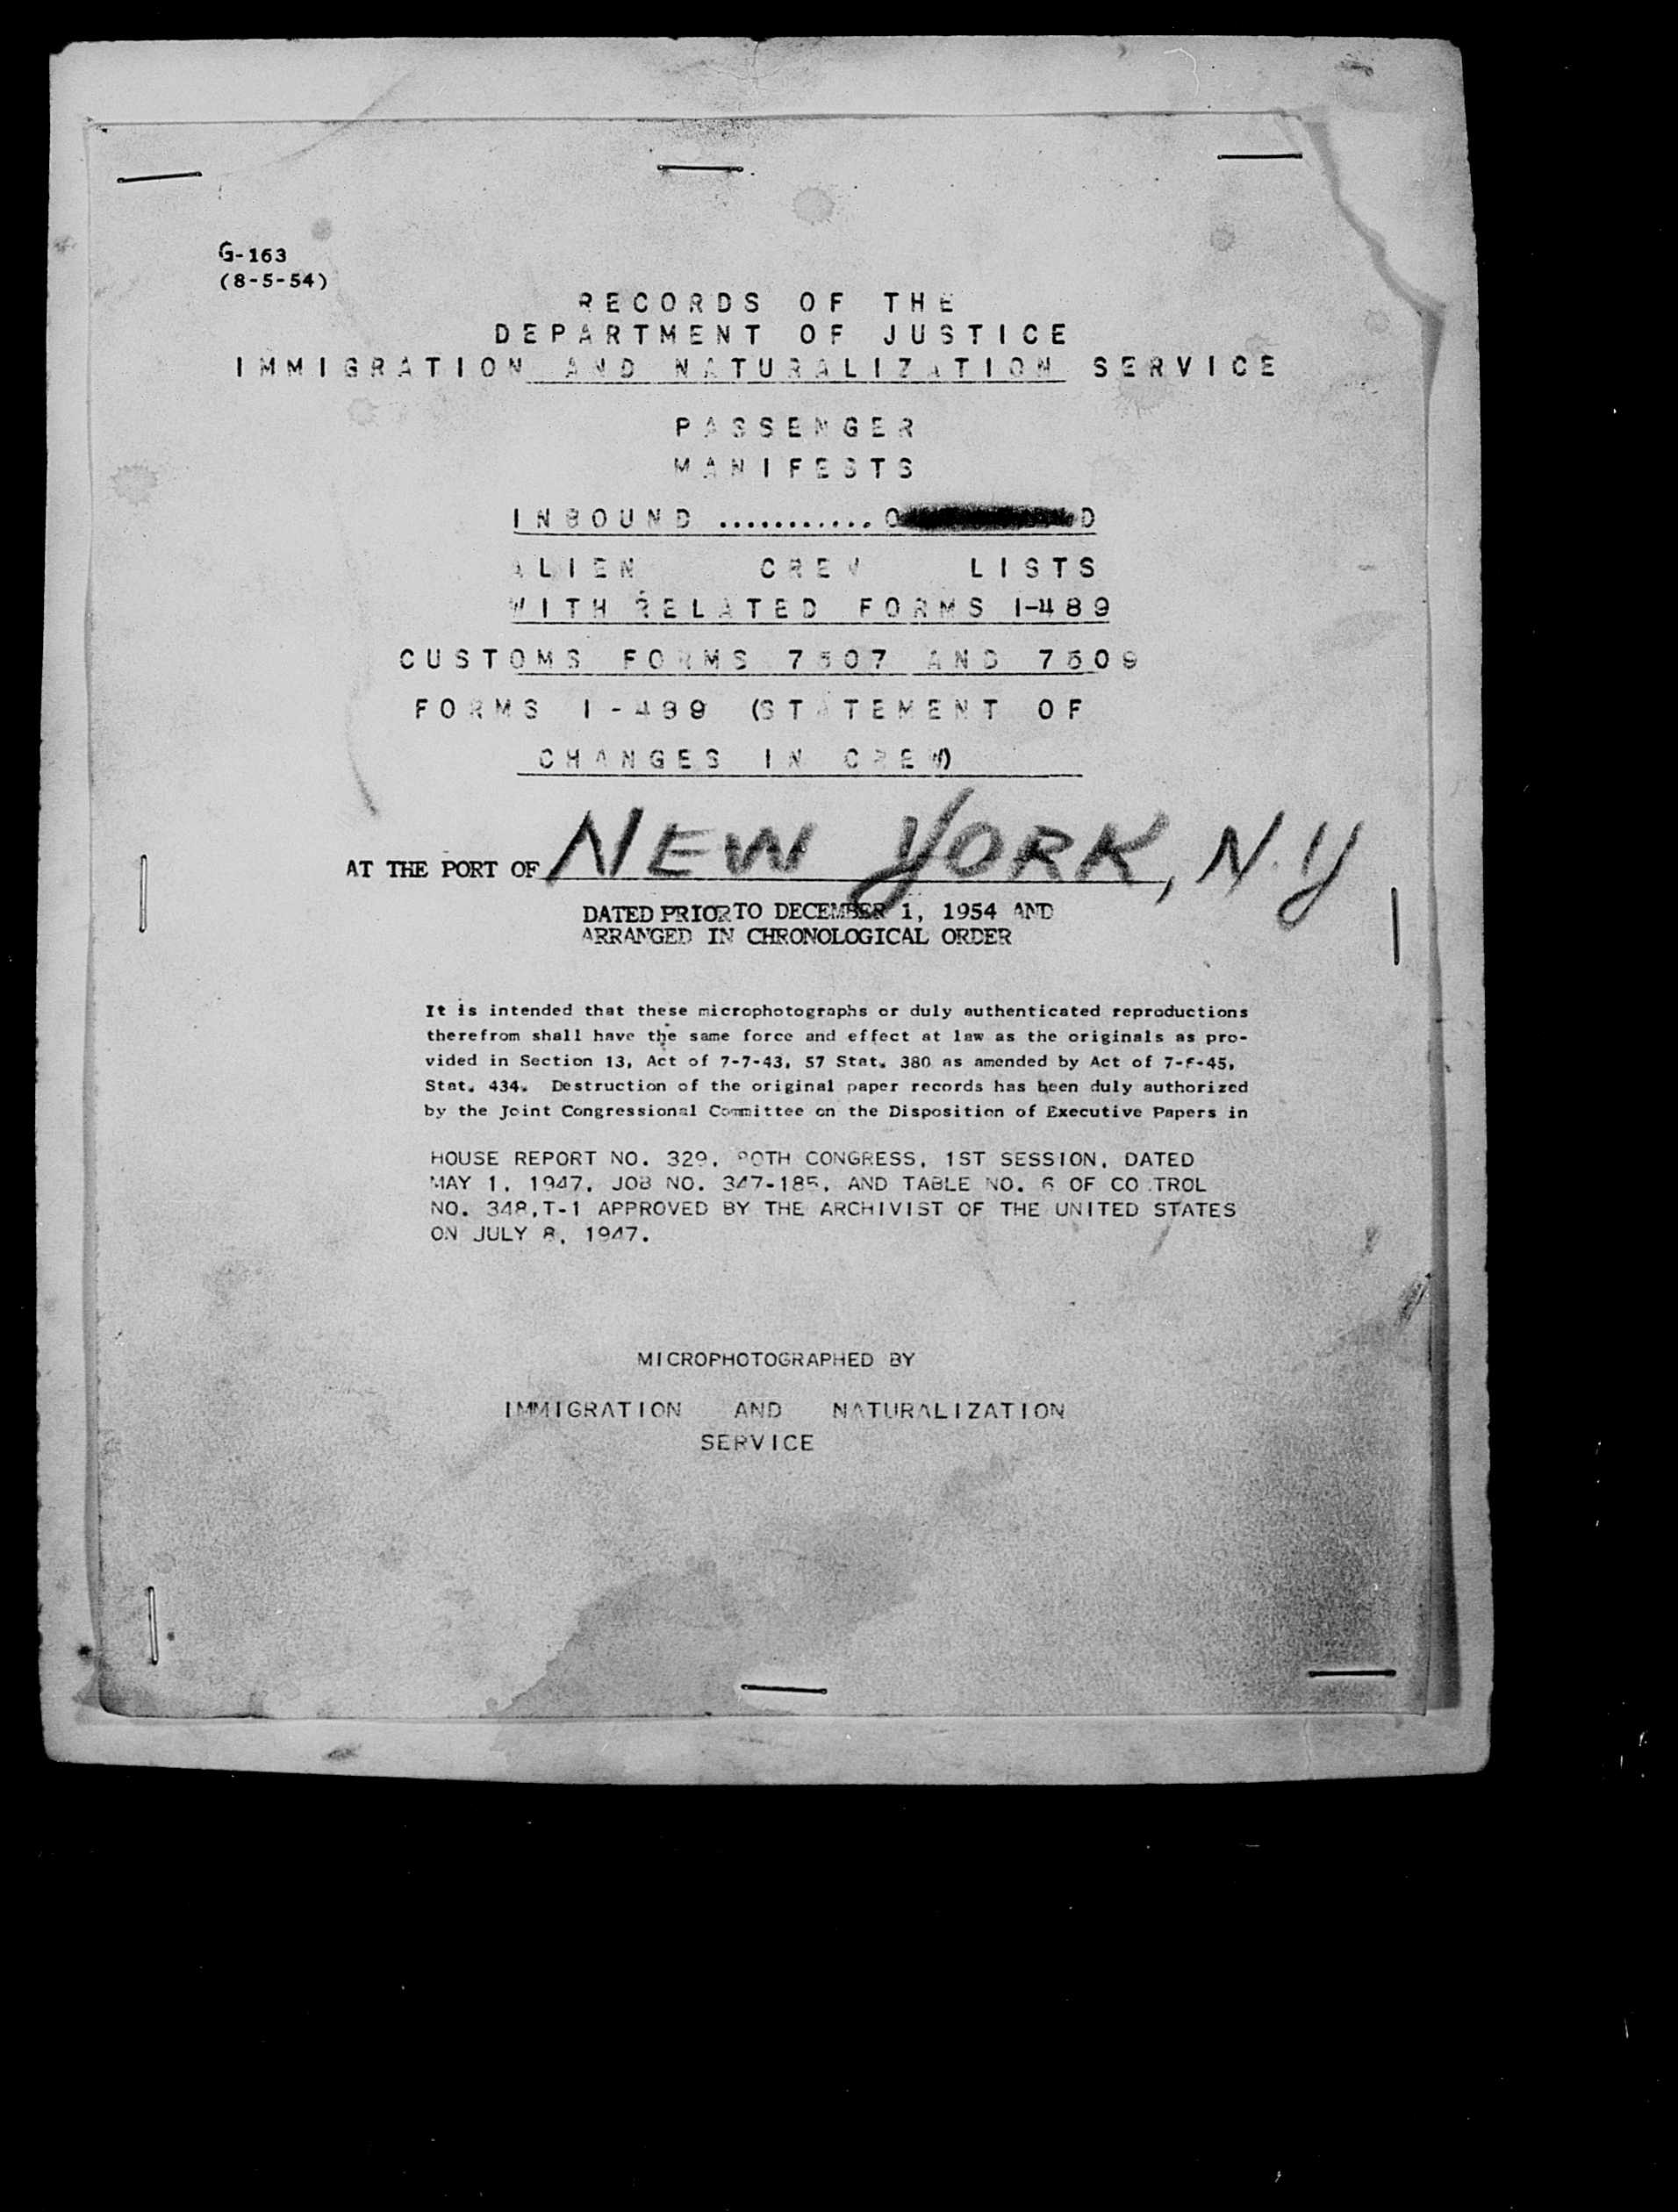 G-163
(8-5-54)
RECORDS OF THE
DEPARTMENT OF JUSTICE
IMMIGRATION AND NATURALIZATION SERVICE
PASSENGER
MANIFESTS
INBOUND ...........
ALIEN CREW LISTS
WITH RELATED FORMS I-489
CUSTOMS FORMS 7507 AND 7509
FORMS I-489 (STATEMENT OF
CHANGES IN CREW)
AT THE PORT OF NEW YORK, N.Y
DATED PRIOR TO DECEMBER 1, 1954 AND
ARRANGED IN CHRONOLOGICAL ORDER
It is intended that these microphotographs or duly authenticated reproductions
therefrom shall have the same force and effect at law as the originals as pro-
vided in Section 13, Act of 7-7-43, 57 Stat. 380 as amended by Act of
Stat. 434. Destruction of the original paper records has been duly authorized
by the Joint Congressional Committee on the Disposition of Executive Papers in
HOUSE REPORT NO. 329, 80TH CONGRESS, 1ST SESSION, DATED
MAY 1, 1947, JOB NO. 347-185, AND TABLE NO. 6 OF CO TROL
NO. 348,T-1 APPROVED BY THE ARCHIVIST OF THE UNITED STATES
ON JULY 8, 1947.
MICROPHOTOGRAPHED BY
IMMIGRATION AND NATURALIZATION
SERVICE